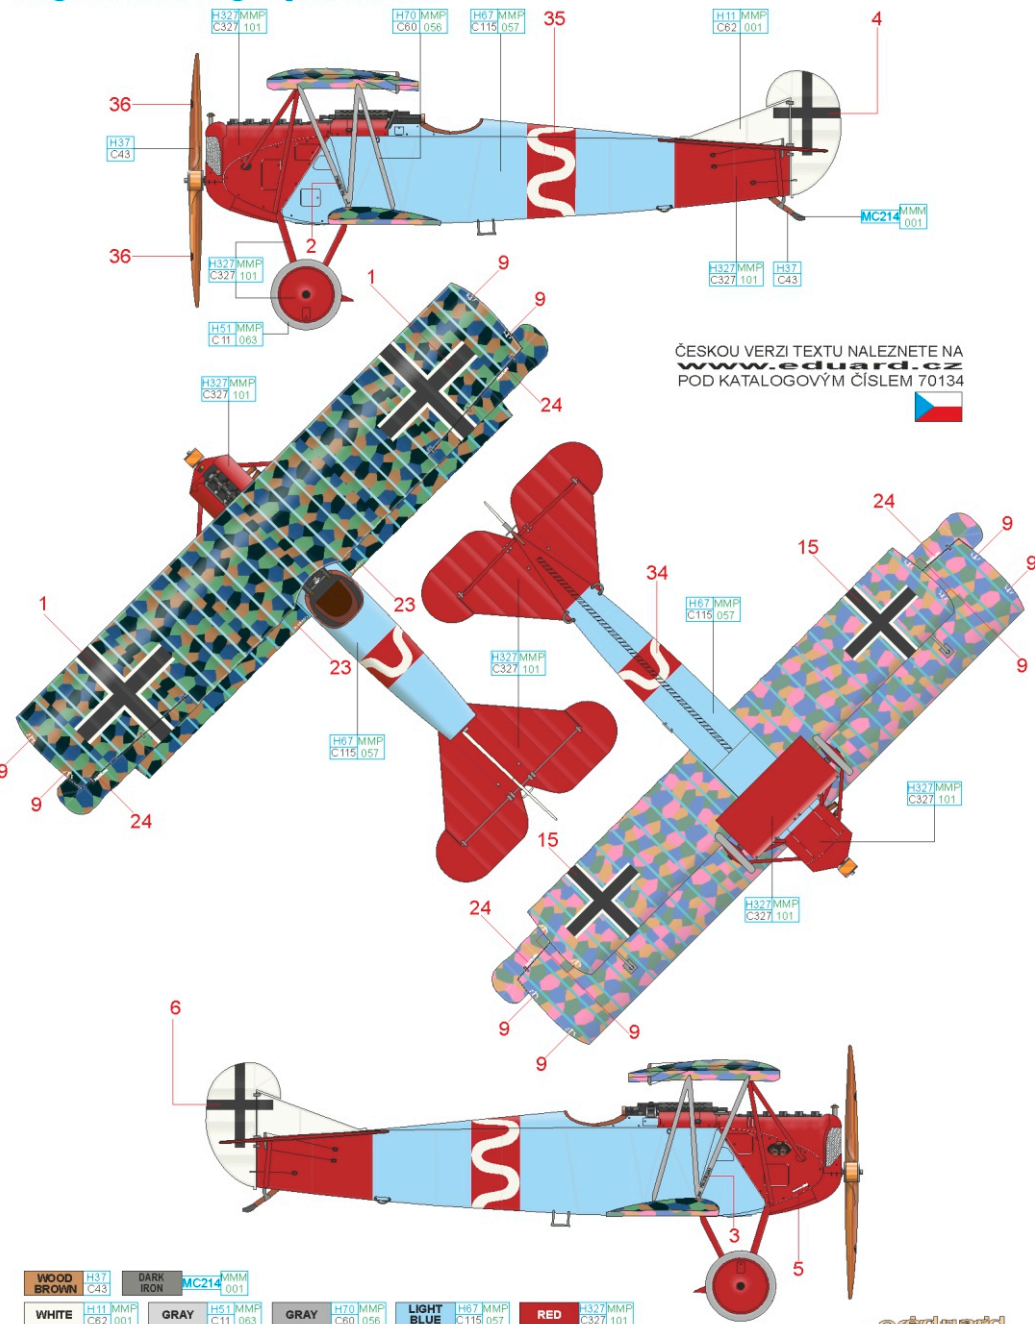 H327 MMP
C327 101
H70 MMP
C60 056
H67 MMP
C115 057
35
H11 MMP
C62 001
4
36
H37
C43
2
MC214 MMM
001
36
H327 MMP
C327 101
H327 MMP
C327 101
H37
C43
1
9
9
H51 MMP
C11 063
ČESKOU VERZI TEXTU NALEZNETE NA
www.eduard.cz
POD KATALOGOVÝM ČÍSLEM 70134
H327 MMP
C327 101
24
24
9
15
9
34
1
23
H67 MMP
C115 057
23
H327 MMP
C327 101
9
H67 MMP
C115 057
9
9
24
H327 MMP
C327 101
15
H327 MMP
C327 101
24
9
9
9
6
3
5
WOOD BROWN H37
C43
DARK IRON MC214 MMM
001
WHITE H11 MMP
C62 001
GRAY H51 MMP
C11 063
GRAY H70 MMP
C60 056
LIGHT BLUE H67 MMP
C115 057
RED H327 MMP
C327 101
eduard